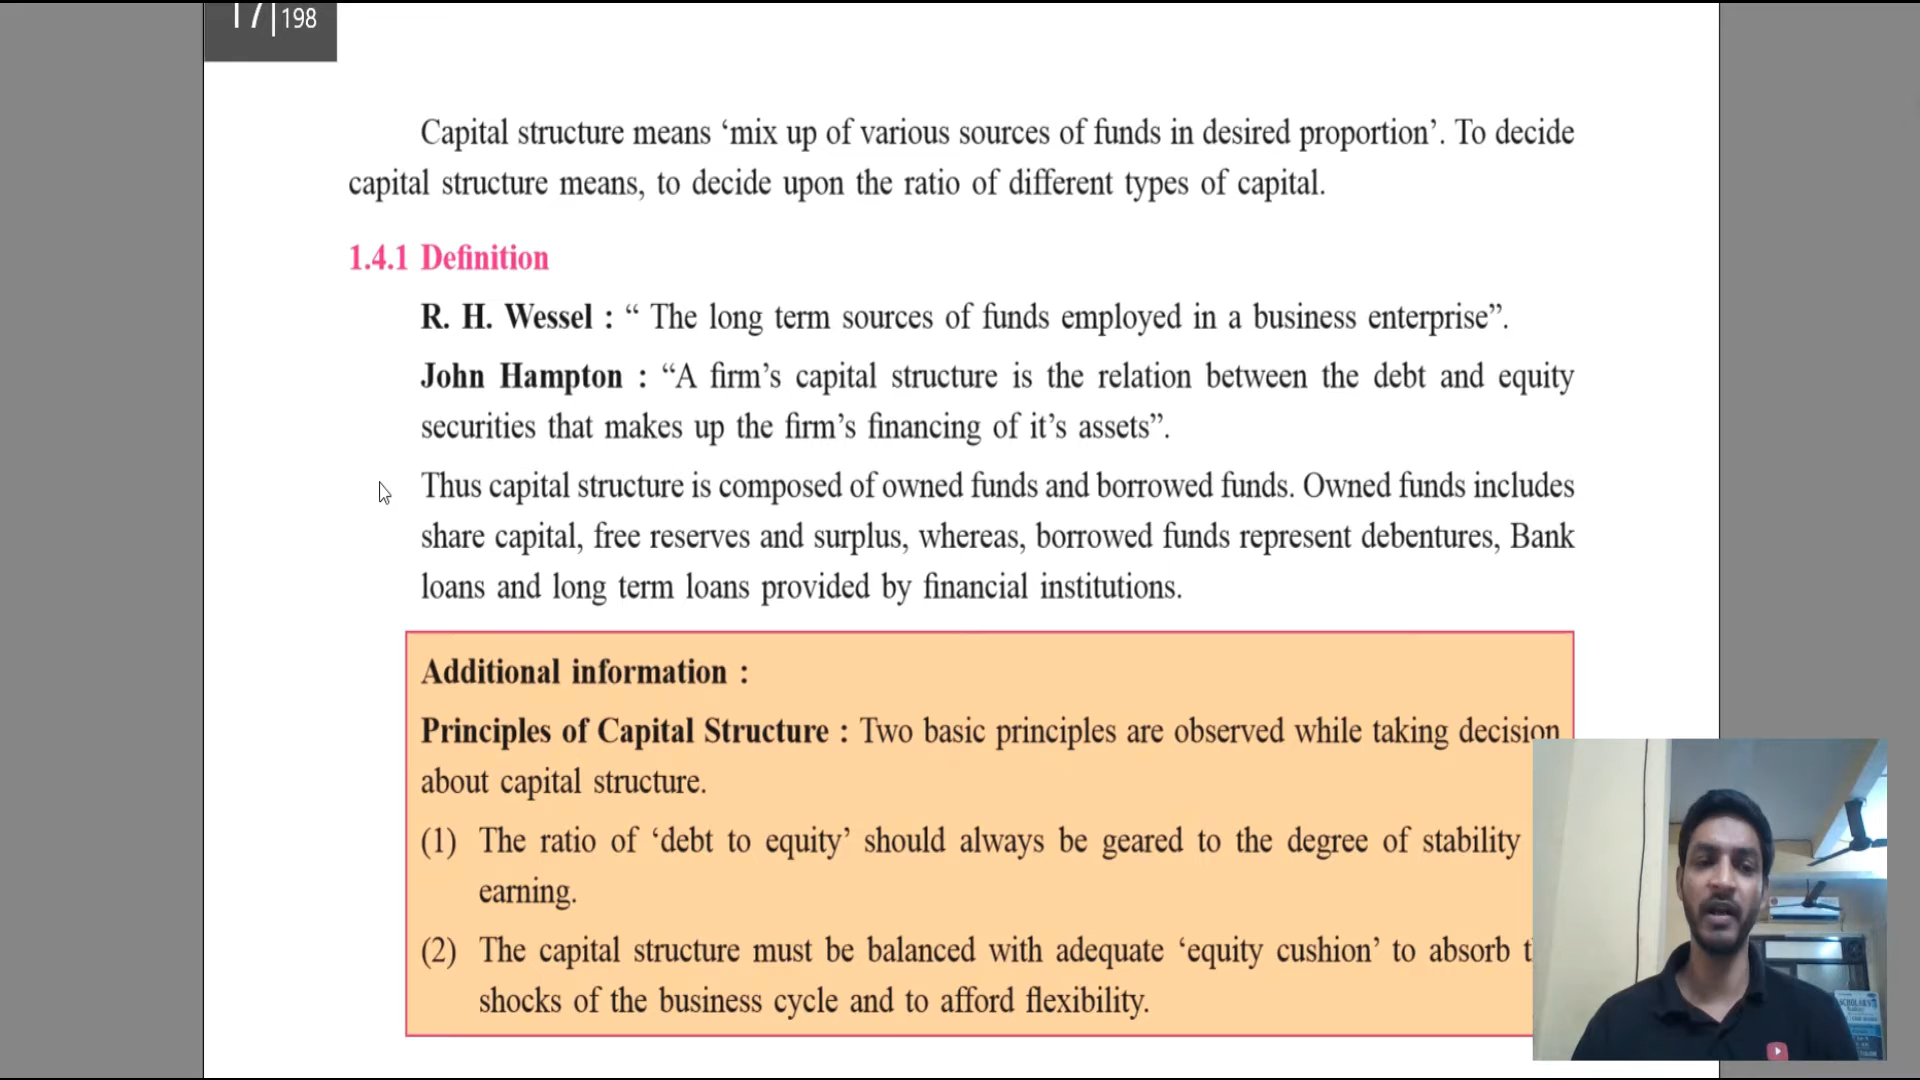 17|198
Capital structure means ‘mix up of various sources of funds in desired proportion’. To decide
capital structure means, to decide upon the ratio of different types of capital.
1.4.1 Definition
R. H. Wessel : “ The long term sources of funds employed in a business enterprise”.
John Hampton : “A firm’s capital structure is the relation between the debt and equity
securities that makes up the firm’s financing of it’s assets”.
Thus capital structure is composed of owned funds and borrowed funds. Owned funds includes
share capital, free reserves and surplus, whereas, borrowed funds represent debentures, Bank
loans and long term loans provided by financial institutions.
Additional information :
Principles of Capital Structure : Two basic principles are observed while taking decision
about capital structure.
(1) The ratio of ‘debt to equity’ should always be geared to the degree of stability
earning.
(2) The capital structure must be balanced with adequate ‘equity cushion’ to absorb
shocks of the business cycle and to afford flexibility.